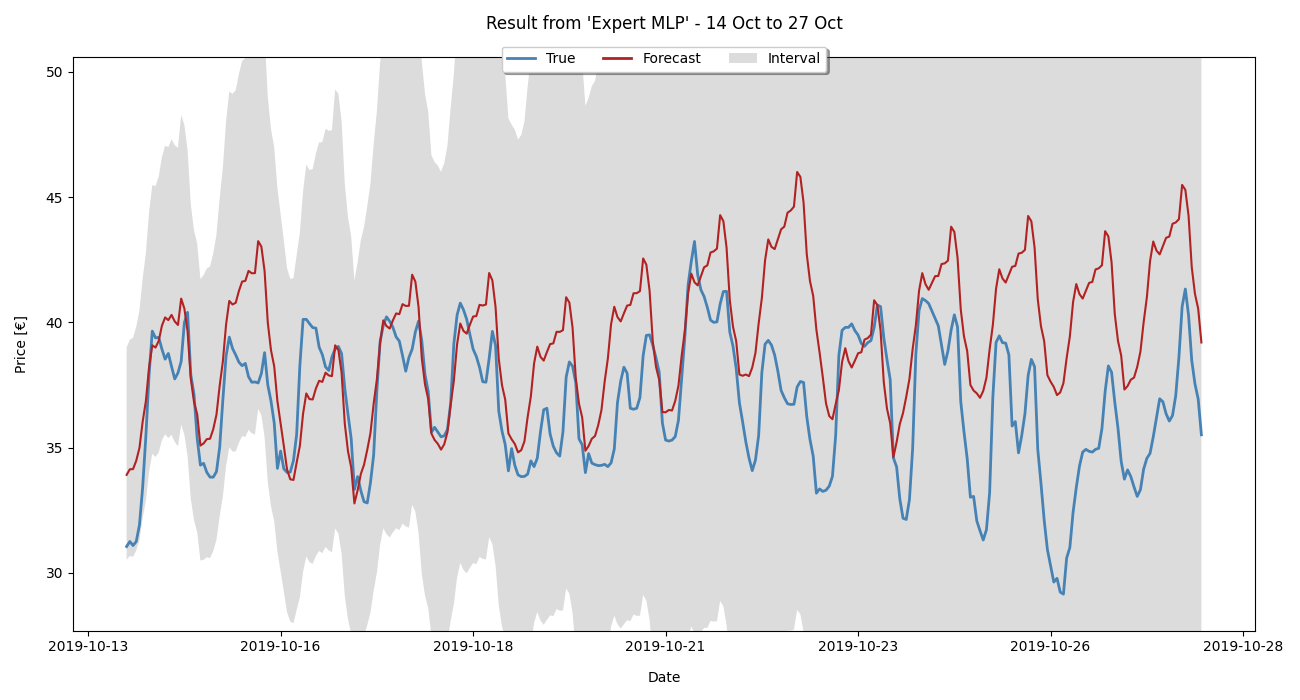 Result from 'Expert MLP' - 14 Oct to 27 Oct
True Forecast Interval
50
45
40
35
30
Price [€]
2019-10-13 2019-10-16 2019-10-18 2019-10-21 2019-10-23 2019-10-26 2019-10-28
Date